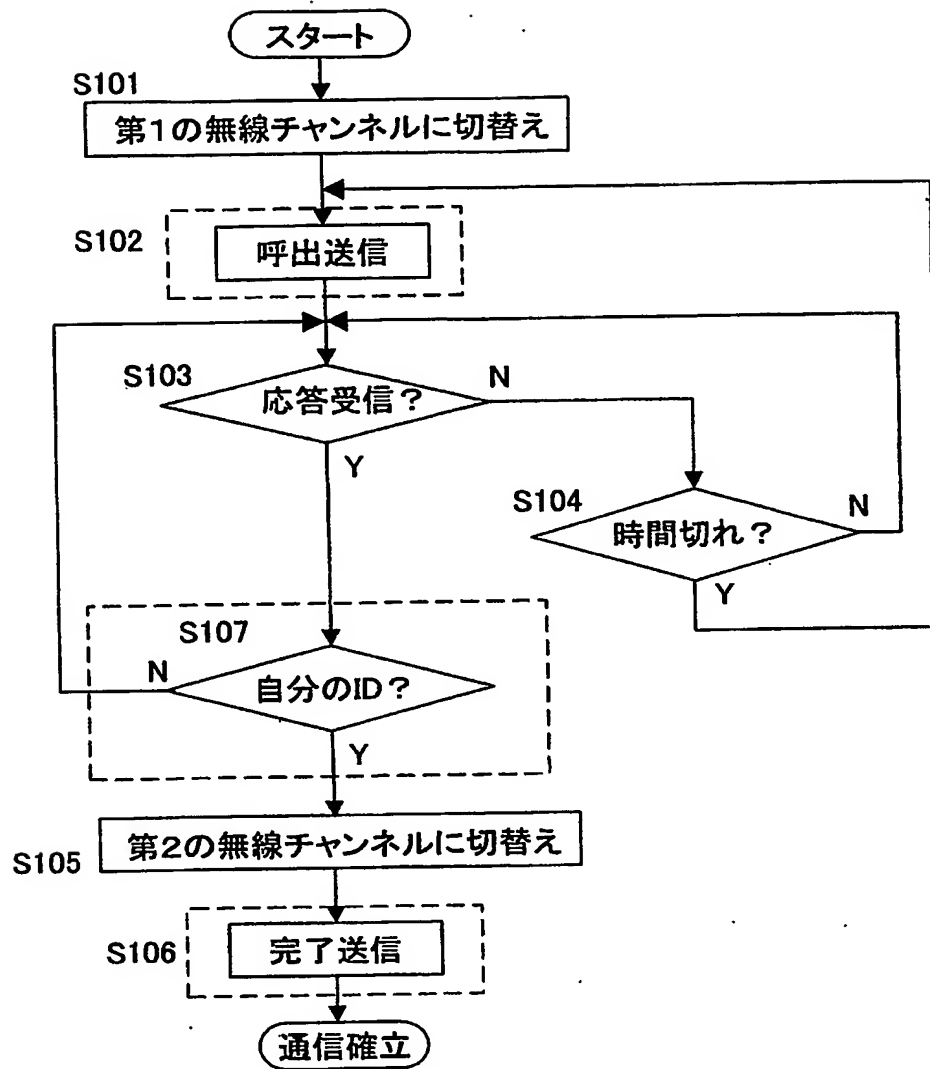 スタート
S101
第1の無線チャンネルに切替え
S102
呼出送信
S103
応答受信?
N
Y
S104
時間切れ?
N
Y
S107
N
自分のID?
Y
第2の無線チャンネルに切替え
S105
S106
完了送信
通信確立